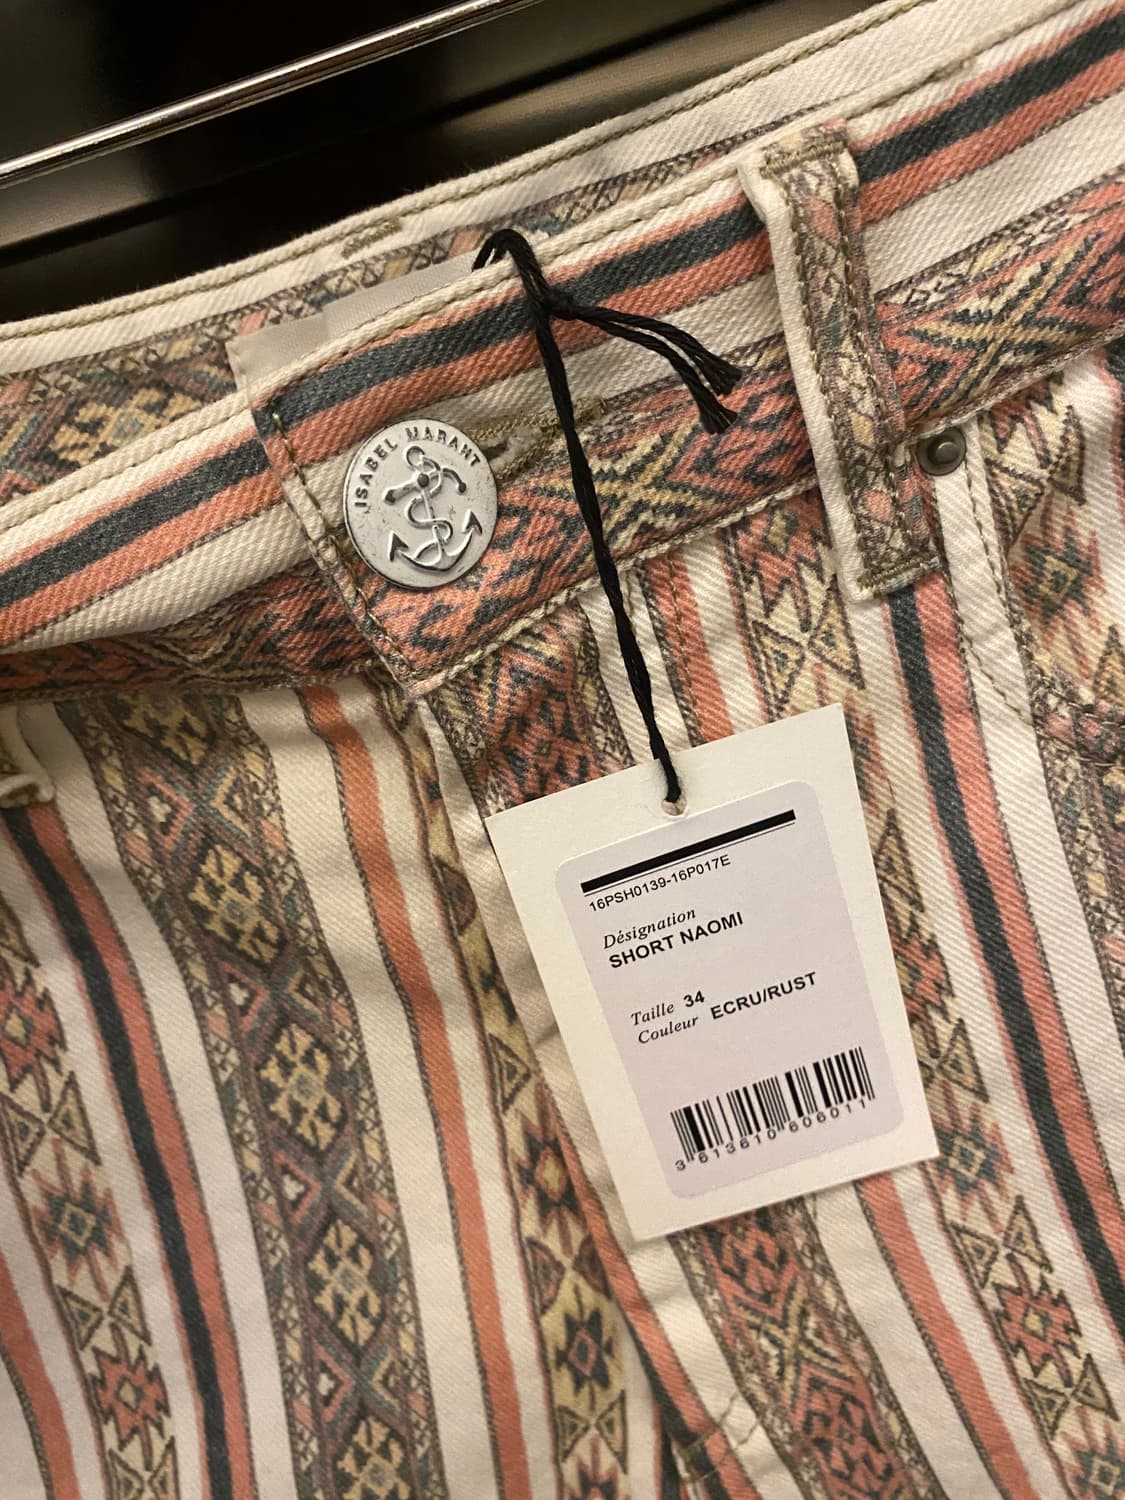 ISABEL MARANT
16PSH0139-16P017E
Désignation
SHORT NAOMI
Taille 34
Couleur ECRU/RUST
3 613610 606011